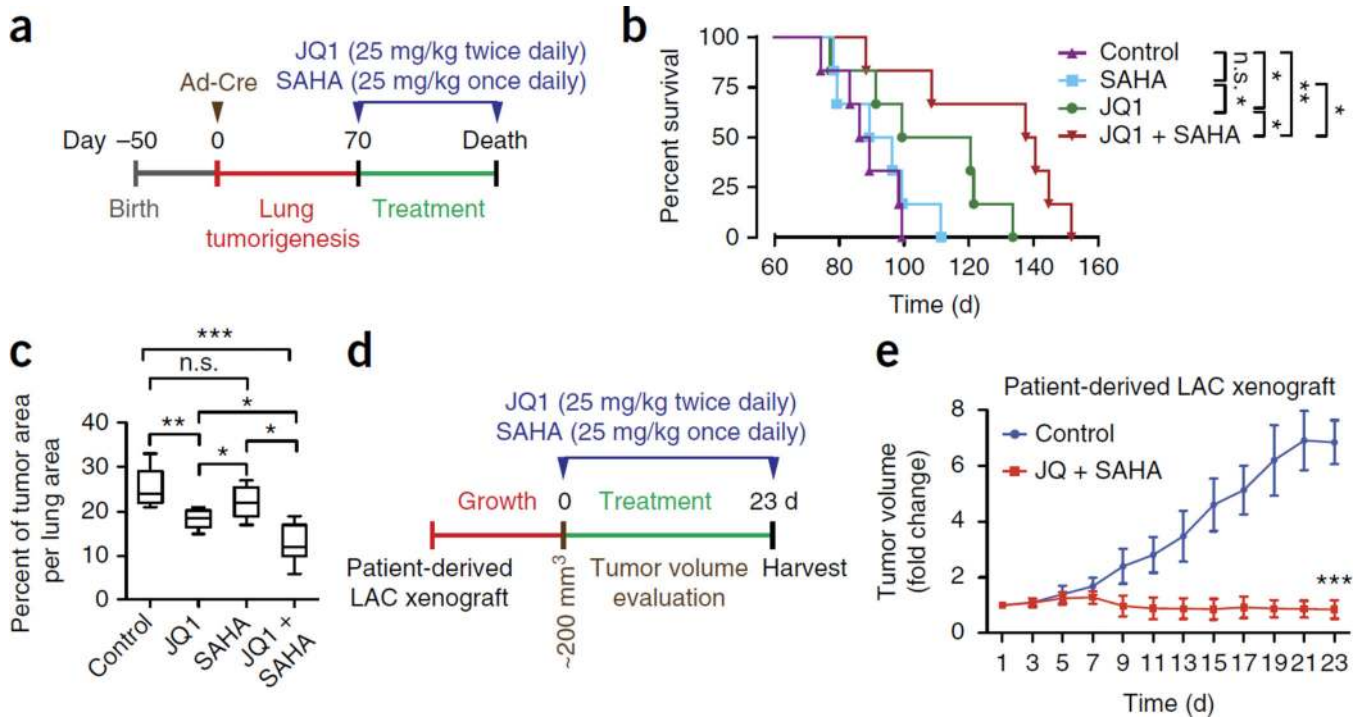 a
JQ1 (25 mg/kg twice daily)
SAHA (25 mg/kg once daily)
Ad-Cre
Day –50 0 70 Death
Birth
Lung
tumorigenesis
Treatment
b
Percent survival
100
75
50
25
0
60 80 100 120 140 160
Time (d)
Control
SAHA
JQ1
JQ1 + SAHA
n.s.
*
*
*
**
*
c
***
n.s.
**
*
*
*
Percent of tumor area
per lung area
40
30
20
10
0
Control
JQ1
SAHA
JQ1 +
SAHA
d
JQ1 (25 mg/kg twice daily)
SAHA (25 mg/kg once daily)
Growth
0
Treatment
23 d
Patient-derived
LAC xenograft
~200 mm³
Tumor volume
evaluation
Harvest
e
Patient-derived LAC xenograft
Control
JQ + SAHA
Tumor volume
(fold change)
8
6
4
2
0
***
1 3 5 7 9 11 13 15 17 19 21 23
Time (d)